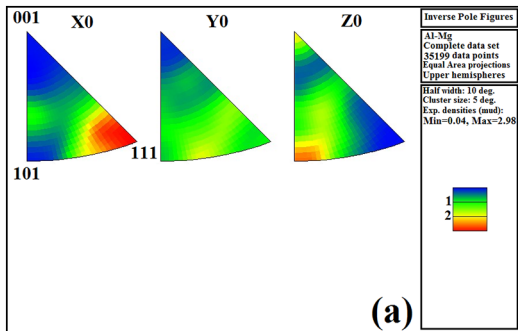 001
X0
Y0
Z0
111
101
Inverse Pole Figures
Al-Mg
Complete data set
35199 data points
Equal Area projections
Upper hemispheres
Half width: 10 deg.
Cluster size: 5 deg.
Exp. densities (mud):
Min=0.04, Max=2.98
1
2
(a)